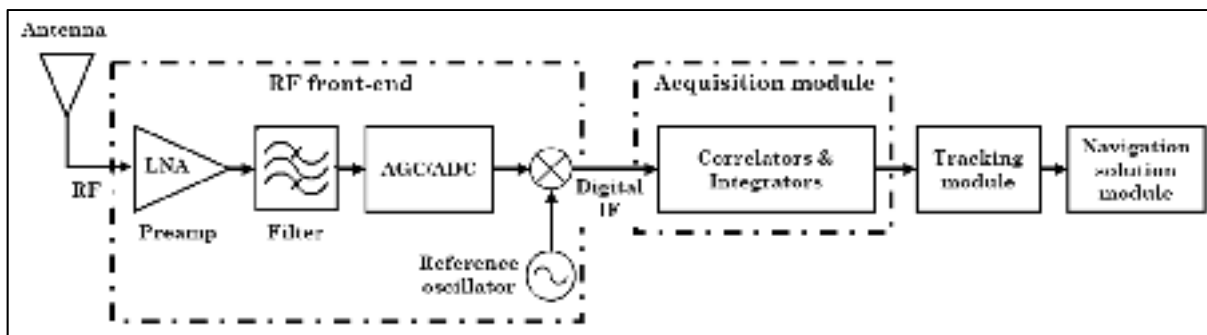 Antenna
RF front-end
Acquisition module
LNA
AGC/ADC
Correlators &
Integrators
Tracking
module
Navigation
solution
module
RF
Digital
IF
Preamp
Filter
Reference
oscillator